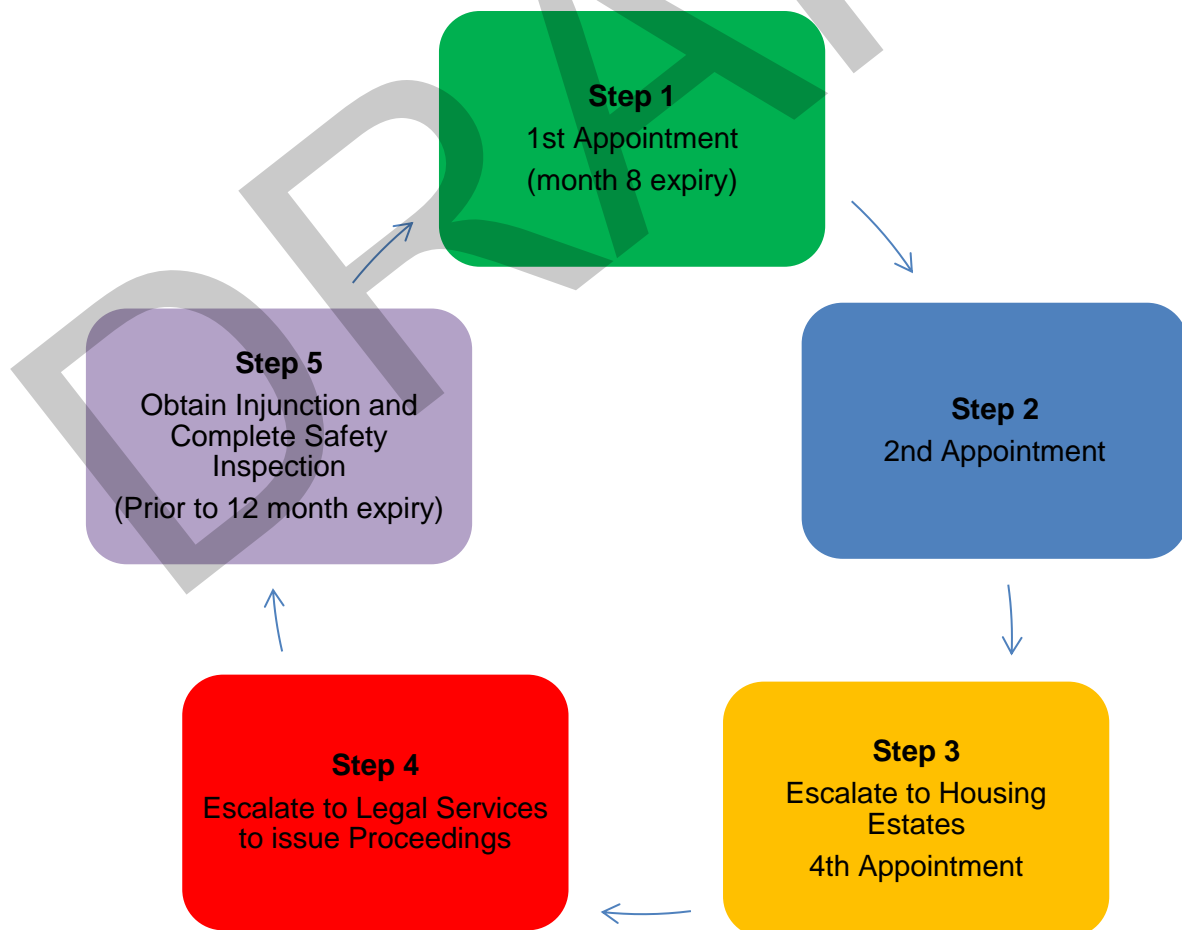 Step 1
1st Appointment
(month 8 expiry)
Step 2
2nd Appointment
Step 3
Escalate to Housing
Estates
4th Appointment
Step 4
Escalate to Legal Services
to issue Proceedings
Step 5
Obtain Injunction and
Complete Safety
Inspection
(Prior to 12 month expiry)